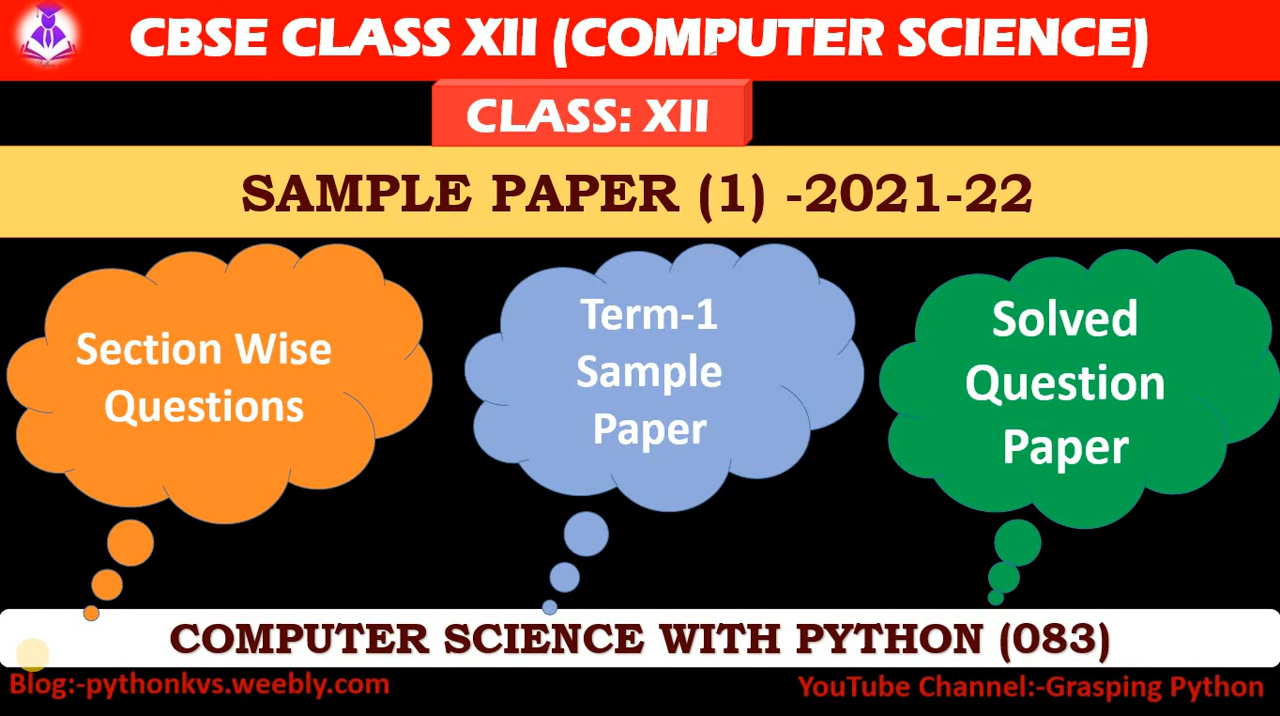 CBSE CLASS XII (COMPUTER SCIENCE)
CLASS: XII
SAMPLE PAPER (1) -2021-22
Section Wise
Questions
Term-1
Sample
Paper
Solved
Question
Paper
COMPUTER SCIENCE WITH PYTHON (083)
Blog:-pythonkvs.weebly.com
YouTube Channel:-Grasping Python